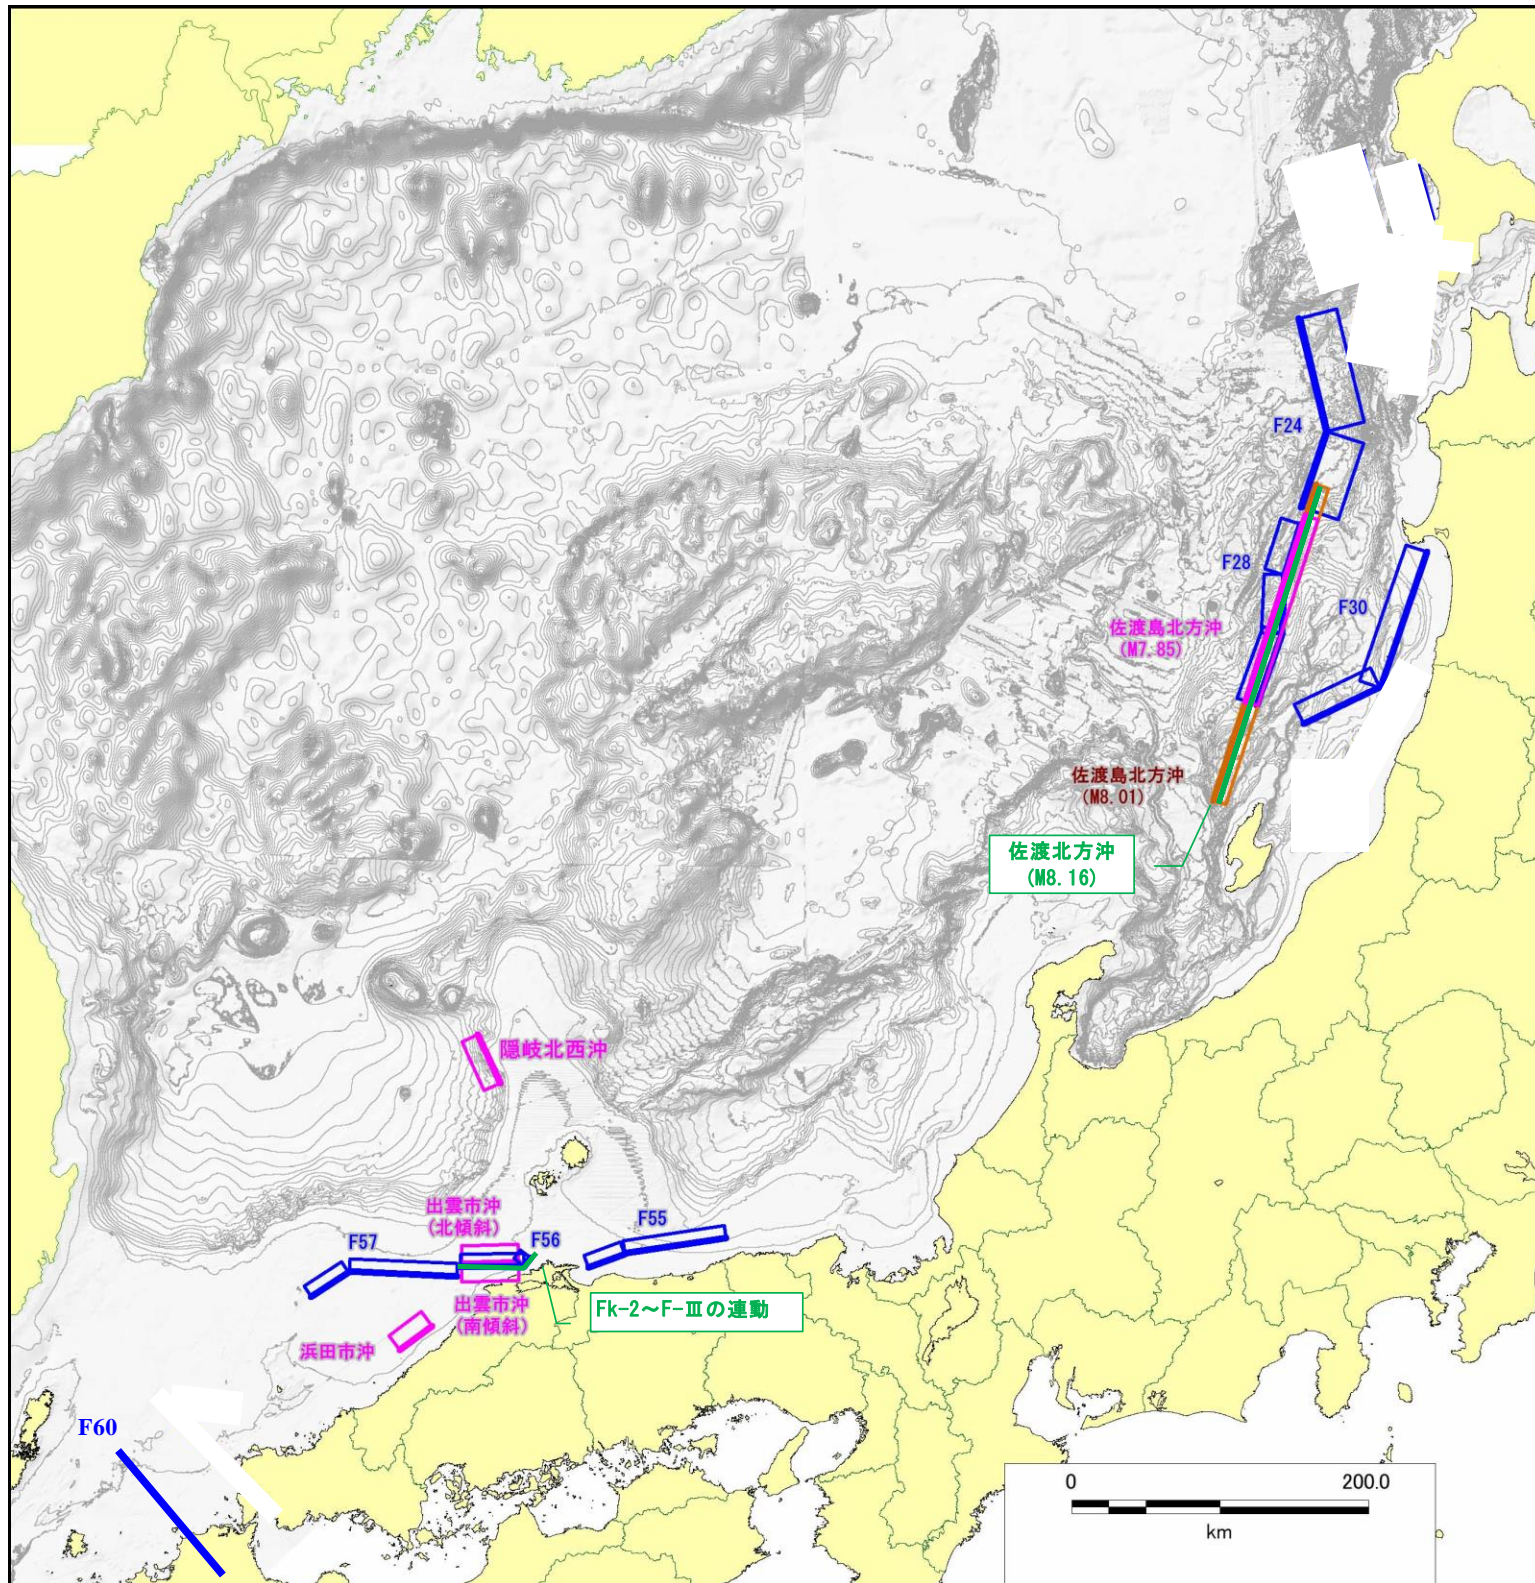 F24
F28
F30
佐渡島北方沖
(M7.85)
佐渡島北方沖
(M8.01)
佐渡北方沖
(M8.16)
隠岐北西沖
出雲市沖
(北傾斜)
F55
F56
F57
出雲市沖
(南傾斜)
Fk-2～F-Ⅲの連動
浜田市沖
F60
0 200.0
km